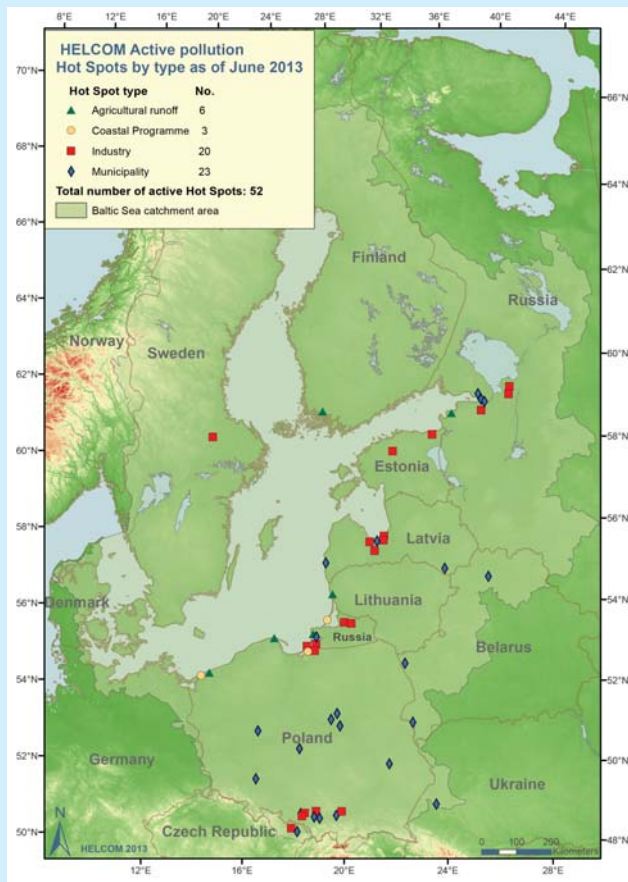 4°E 8°E 12°E 16°E 20°E 24°E 28°E 32°E 36°E 40°E 44°E
HELCOM Active pollution
Hot Spots by type as of June 2013
Hot Spot type No.
Agricultural runoff 6
Coastal Programme 3
Industry 20
Municipality 23
Total number of active Hot Spots: 52
Baltic Sea catchment area
70°N
68°N
66°N
64°N
62°N
60°N
58°N
56°N
54°N
52°N
50°N
66°N
64°N
62°N
60°N
58°N
56°N
54°N
52°N
50°N
48°N
Finland
Russia
Norway
Sweden
Estonia
Latvia
Denmark
Lithuania
Russia
Belarus
Poland
Germany
Ukraine
Czech Republic
N
HELCOM 2013
0 50 100 200
Kilometers
12°E 16°E 20°E 24°E 28°E